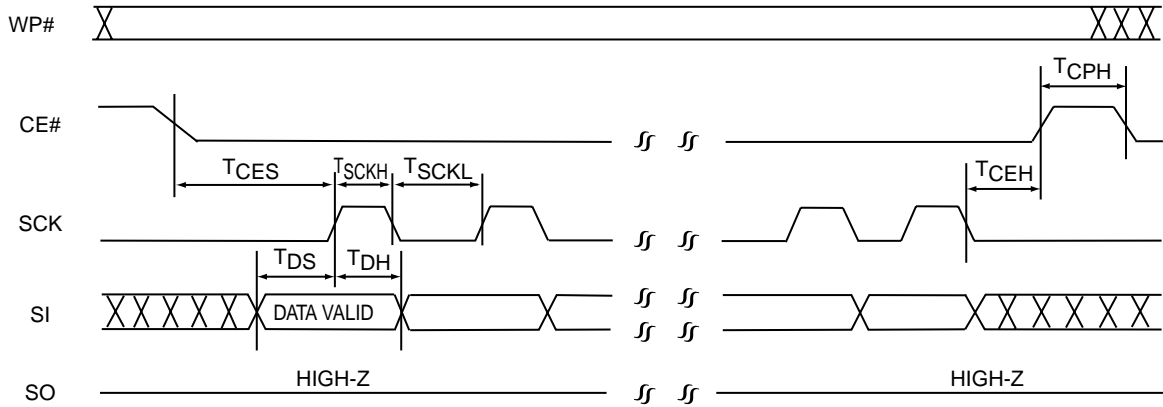 WP#
TCPH
CE#
TCES TSCKH TSCKL TCEH
SCK
TDS TDH
SI DATA VALID
HIGH-Z HIGH-Z
SO